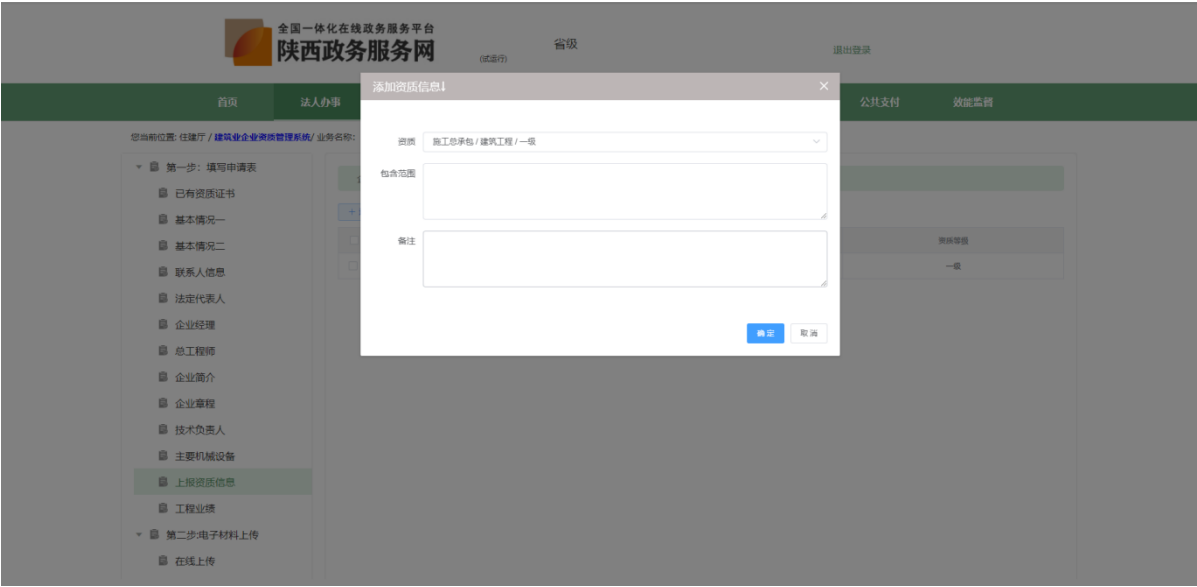 全国一体化在线政务服务平台
陕西政务服务网
(试运行)
省级
退出登录
首页
法人办事
公共支付
效能监督
您当前位置: 住建厅 / 建筑业企业资质管理系统/ 业务名称:
第一步：填写申请表
已有资质证书
基本情况一
基本情况二
联系人信息
法定代表人
企业经理
总工程师
企业简介
企业章程
技术负责人
主要机械设备
上报资质信息
工程业绩
第二步:电子材料上传
在线上传
添加资质信息↓
资质
施工总承包 / 建筑工程 / 一级
包含范围
备注
确定
取消
资质等级
一级